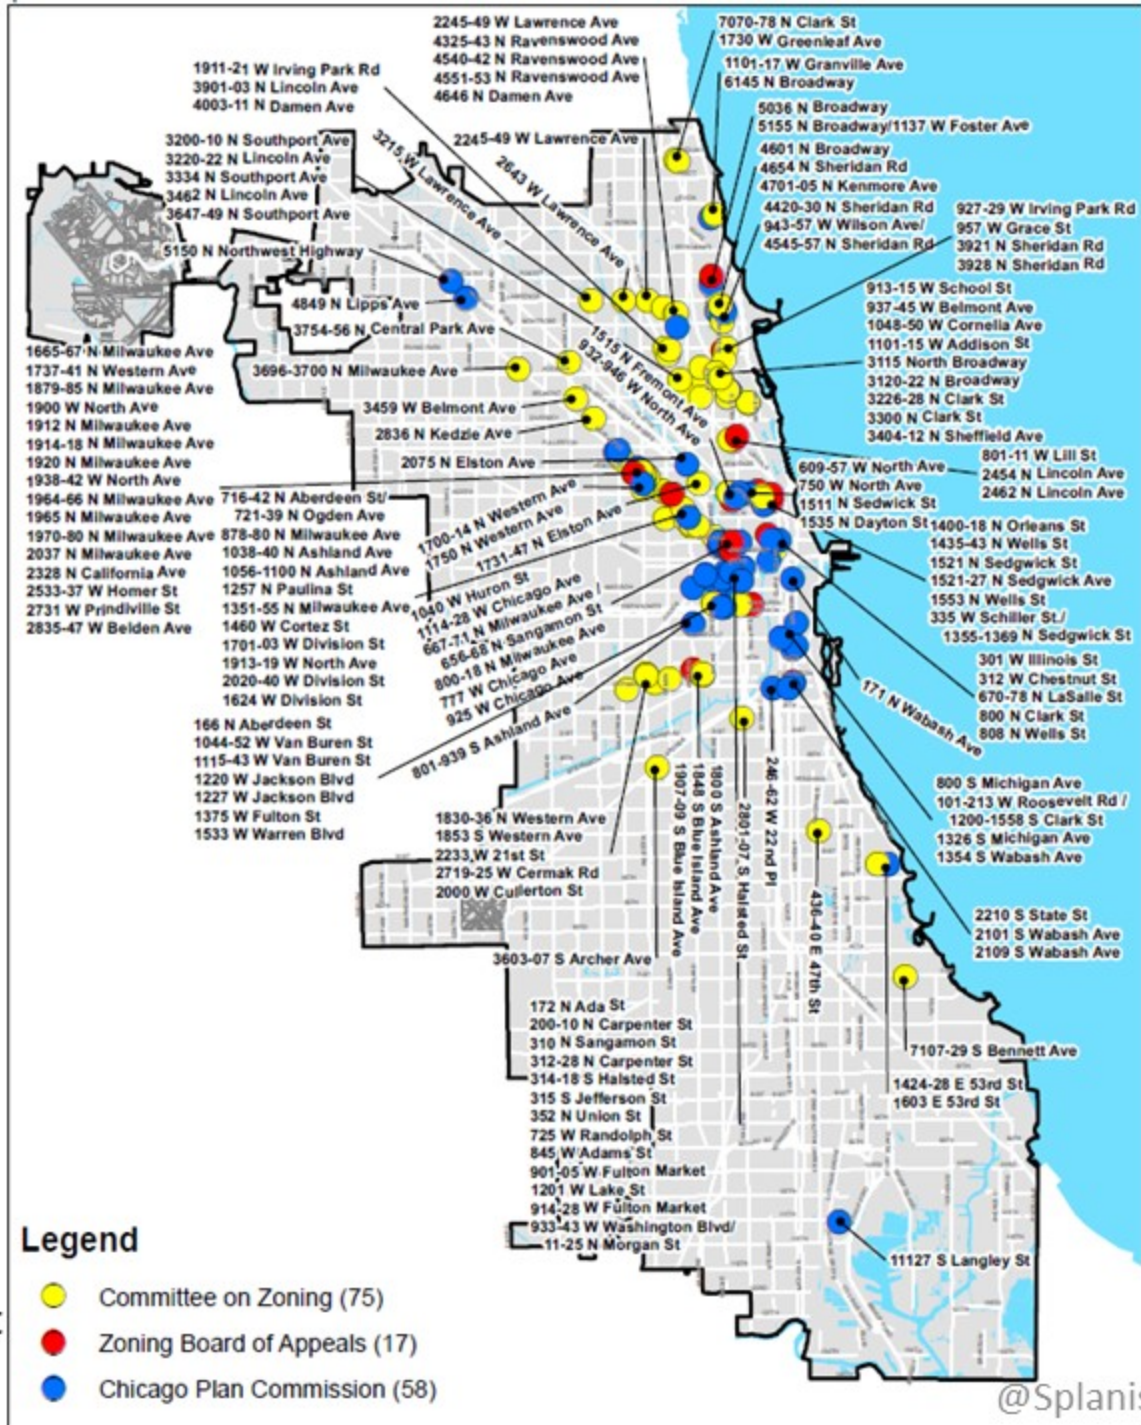 2245-49 W Lawrence Ave
4325-43 N Ravenswood Ave
4540-42 N Ravenswood Ave
4551-53 N Ravenswood Ave
4646 N Damen Ave
7070-78 N Clark St
1730 W Greenleaf Ave
1101-17 W Granville Ave
6145 N Broadway
1911-21 W Irving Park Rd
3901-03 N Lincoln Ave
4003-11 N Damen Ave
5036 N Broadway
5155 N Broadway/1137 W Foster Ave
4601 N Broadway
4654 N Sheridan Rd
4701-05 N Kenmore Ave
4420-30 N Sheridan Rd
943-57 W Wilson Ave/
4545-57 N Sheridan Rd
3200-10 N Southport Ave
3220-22 N Lincoln Ave
3334 N Southport Ave
3462 N Lincoln Ave
3647-49 N Southport Ave
2245-49 W Lawrence Ave
3215 W Lawrence Ave
2643 W Lawrence Ave
927-29 W Irving Park Rd
957 W Grace St
3921 N Sheridan Rd
3928 N Sheridan Rd
5150 N Northwest Highway
4849 N Lipps Ave
3754-56 N Central Park Ave
3696-3700 N Milwaukee Ave
3459 W Belmont Ave
2836 N Kedzie Ave
2075 N Elston Ave
1515 N Fremont Ave
932-946 W North Ave
913-15 W School St
937-45 W Belmont Ave
1048-50 W Cornelia Ave
1101-15 W Addison St
3115 North Broadway
3120-22 N Broadway
3226-28 N Clark St
3300 N Clark St
3404-12 N Sheffield Ave
801-11 W Lill St
2454 N Lincoln Ave
2462 N Lincoln Ave
609-57 W North Ave
750 W North Ave
1511 N Sedwick St
1535 N Dayton St
1400-18 N Orleans St
1435-43 N Wells St
1521 N Sedgwick St
1521-27 N Sedgwick Ave
1553 N Wells St
335 W Schiller St./
1355-1369 N Sedgwick St
301 W Illinois St
312 W Chestnut St
670-78 N LaSalle St
800 N Clark St
808 N Wells St
1665-67 N Milwaukee Ave
1737-41 N Western Ave
1879-85 N Milwaukee Ave
1900 W North Ave
1912 N Milwaukee Ave
1914-18 N Milwaukee Ave
1920 N Milwaukee Ave
1938-42 W North Ave
1964-66 N Milwaukee Ave
1965 N Milwaukee Ave
1970-80 N Milwaukee Ave
2037 N Milwaukee Ave
2328 N California Ave
2533-37 W Homer St
2731 W Prindiville St
2835-47 W Belden Ave
716-42 N Aberdeen St/
721-39 N Ogden Ave
878-80 N Milwaukee Ave
1038-40 N Ashland Ave
1056-1100 N Ashland Ave
1257 N Paulina St
1351-55 N Milwaukee Ave
1460 W Cortez St
1701-03 W Division St
1913-19 W North Ave
2020-40 W Division St
1624 W Division St
1700-14 N Western Ave
1750 N Western Ave
1731-47 N Elston Ave
1040 W Huron St
1114-28 W Chicago Ave
667-71 N Milwaukee Ave /
656-68 N Sangamon St
800-18 N Milwaukee Ave
777 W Chicago Ave
925 W Chicago Ave
801-939 S Ashland Ave
171 N Wabash Ave
166 N Aberdeen St
1044-52 W Van Buren St
1115-43 W Van Buren St
1220 W Jackson Blvd
1227 W Jackson Blvd
1375 W Fulton St
1533 W Warren Blvd
1830-36 N Western Ave
1853 S Western Ave
2233 W 21st St
2719-25 W Cermak Rd
2000 W Cullerton St
3603-07 S Archer Ave
1907-09 S Blue Island Ave
1848 S Blue Island Ave
1809 S Ashland Ave
2801-07 S Halsted St
246-62 W 22nd Pl
436-40 E 47th St
800 S Michigan Ave
101-213 W Roosevelt Rd /
1200-1558 S Clark St
1326 S Michigan Ave
1354 S Wabash Ave
2210 S State St
2101 S Wabash Ave
2109 S Wabash Ave
172 N Ada St
200-10 N Carpenter St
310 N Sangamon St
312-28 N Carpenter St
314-18 S Halsted St
315 S Jefferson St
352 N Union St
725 W Randolph St
845 W Adams St
901-05 W Fulton Market
1201 W Lake St
914-28 W Fulton Market
933-43 W Washington Blvd/
11-25 N Morgan St
7107-29 S Bennett Ave
1424-28 E 53rd St
1603 E 53rd St
11127 S Langley St
Legend
Committee on Zoning (75)
Zoning Board of Appeals (17)
Chicago Plan Commission (58)
@Splanis